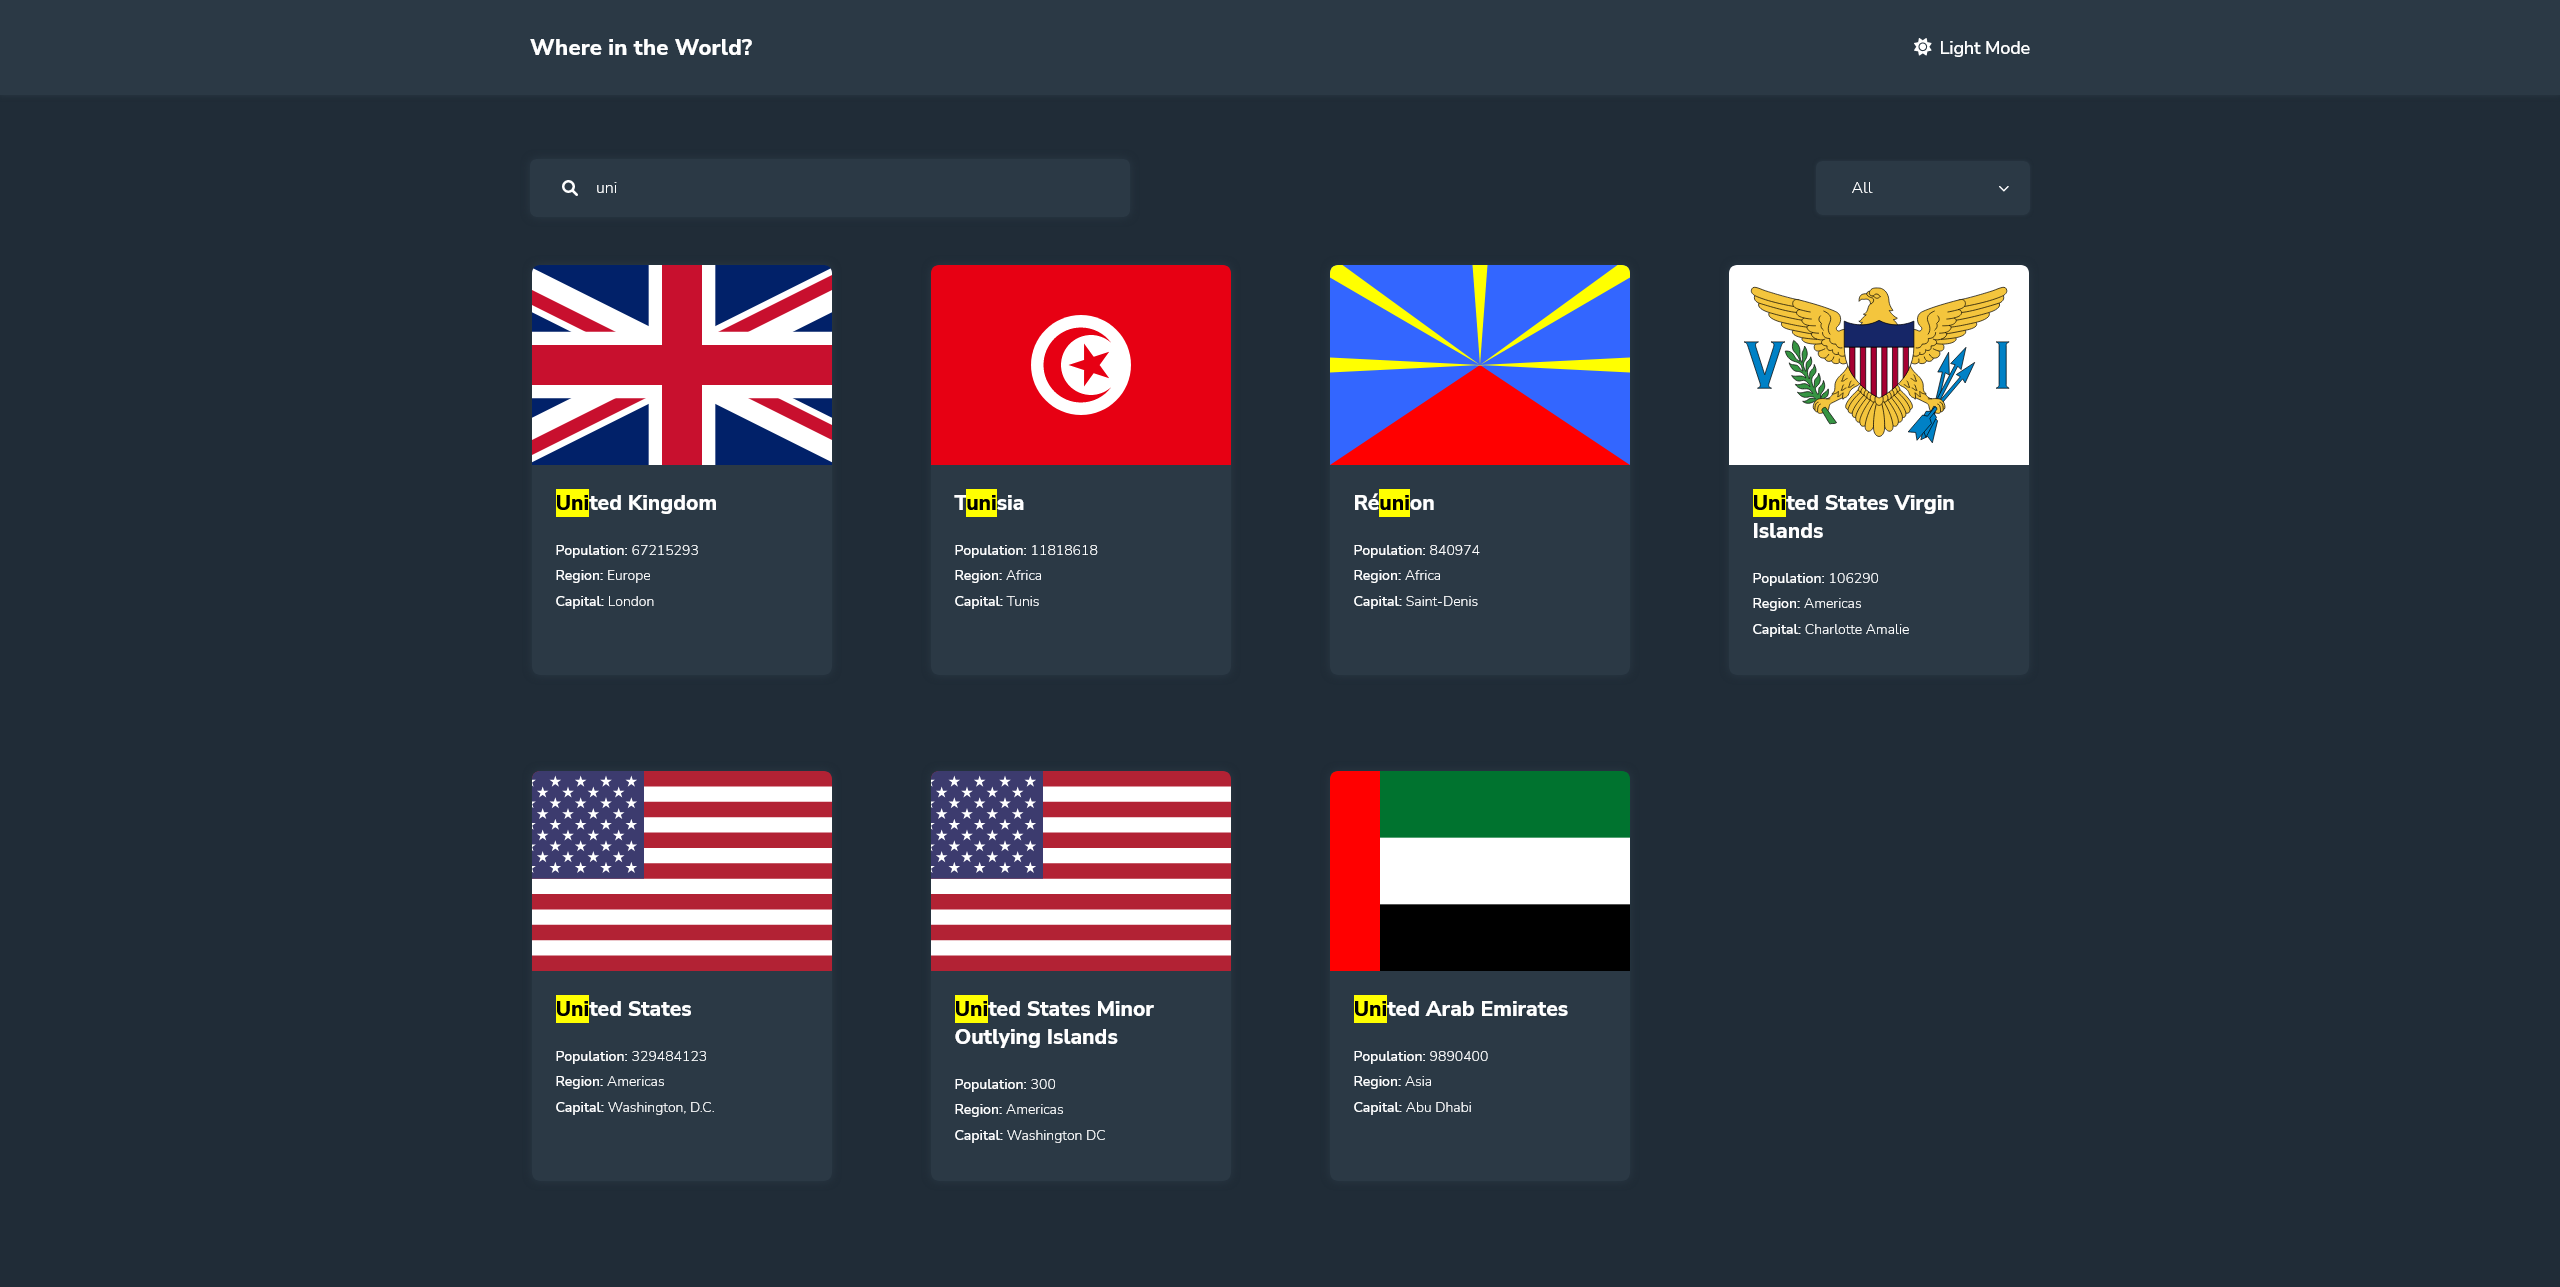 Where in the World?
Light Mode
uni
All
United Kingdom
Population: 67215293
Region: Europe
Capital: London
Tunisia
Population: 11818618
Region: Africa
Capital: Tunis
Réunion
Population: 840974
Region: Africa
Capital: Saint-Denis
V I
United States Virgin
Islands
Population: 106290
Region: Americas
Capital: Charlotte Amalie
United States
Population: 329484123
Region: Americas
Capital: Washington, D.C.
United States Minor
Outlying Islands
Population: 300
Region: Americas
Capital: Washington DC
United Arab Emirates
Population: 9890400
Region: Asia
Capital: Abu Dhabi